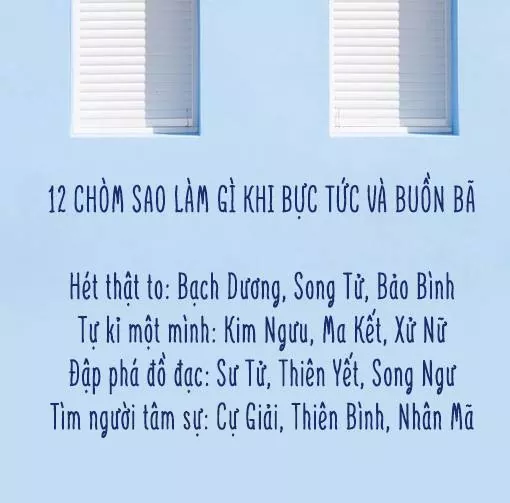 12 CHÒM SAO LÀM GÌ KHI BỰC TỨC VÀ BUỒN BÃ
Hét thật to: Bạch Dương, Song Tử, Bảo Bình
Tự kỉ một mình: Kim Ngưu, Ma Kết, Xử Nữ
Đập phá đồ đạc: Sư Tử, Thiên Yết, Song Ngư
Tìm người tâm sự: Cự Giải, Thiên Bình, Nhân Mã